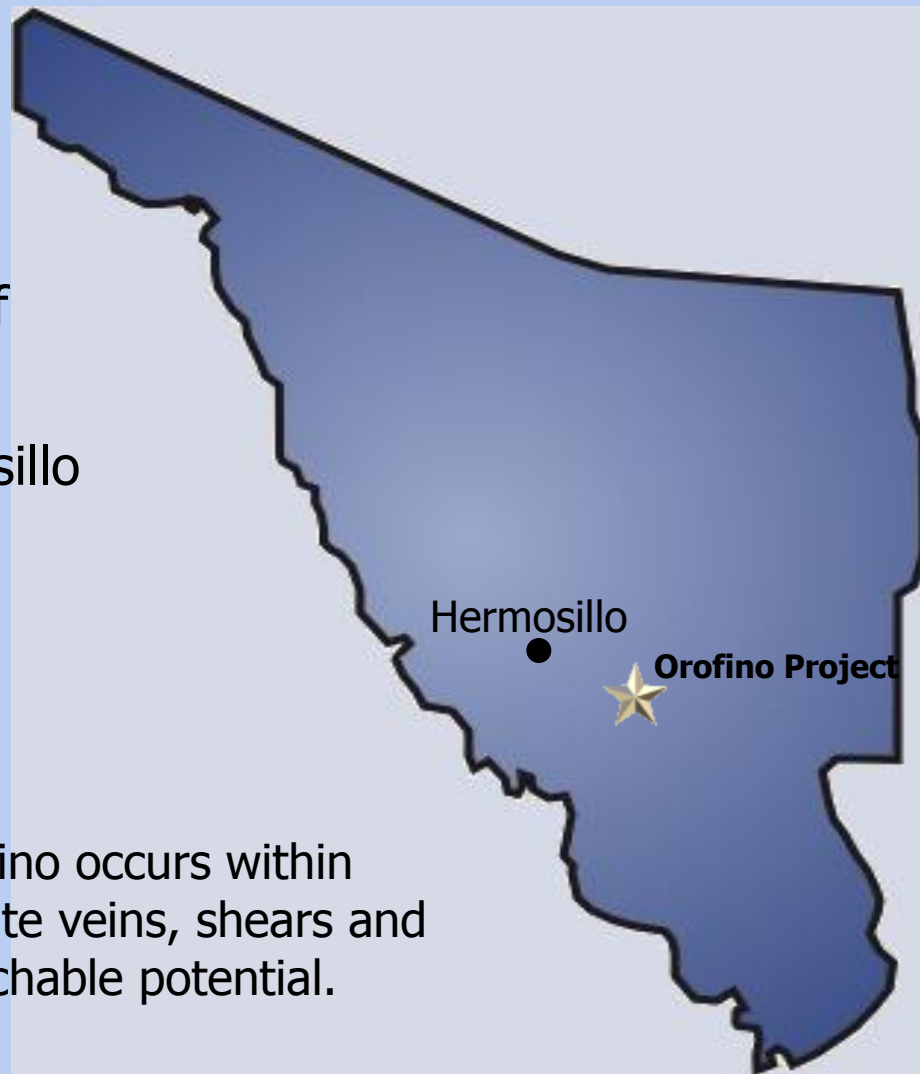 f
sillo
Hermosillo
Orofino Project
ino occurs within
te veins, shears and
chable potential.